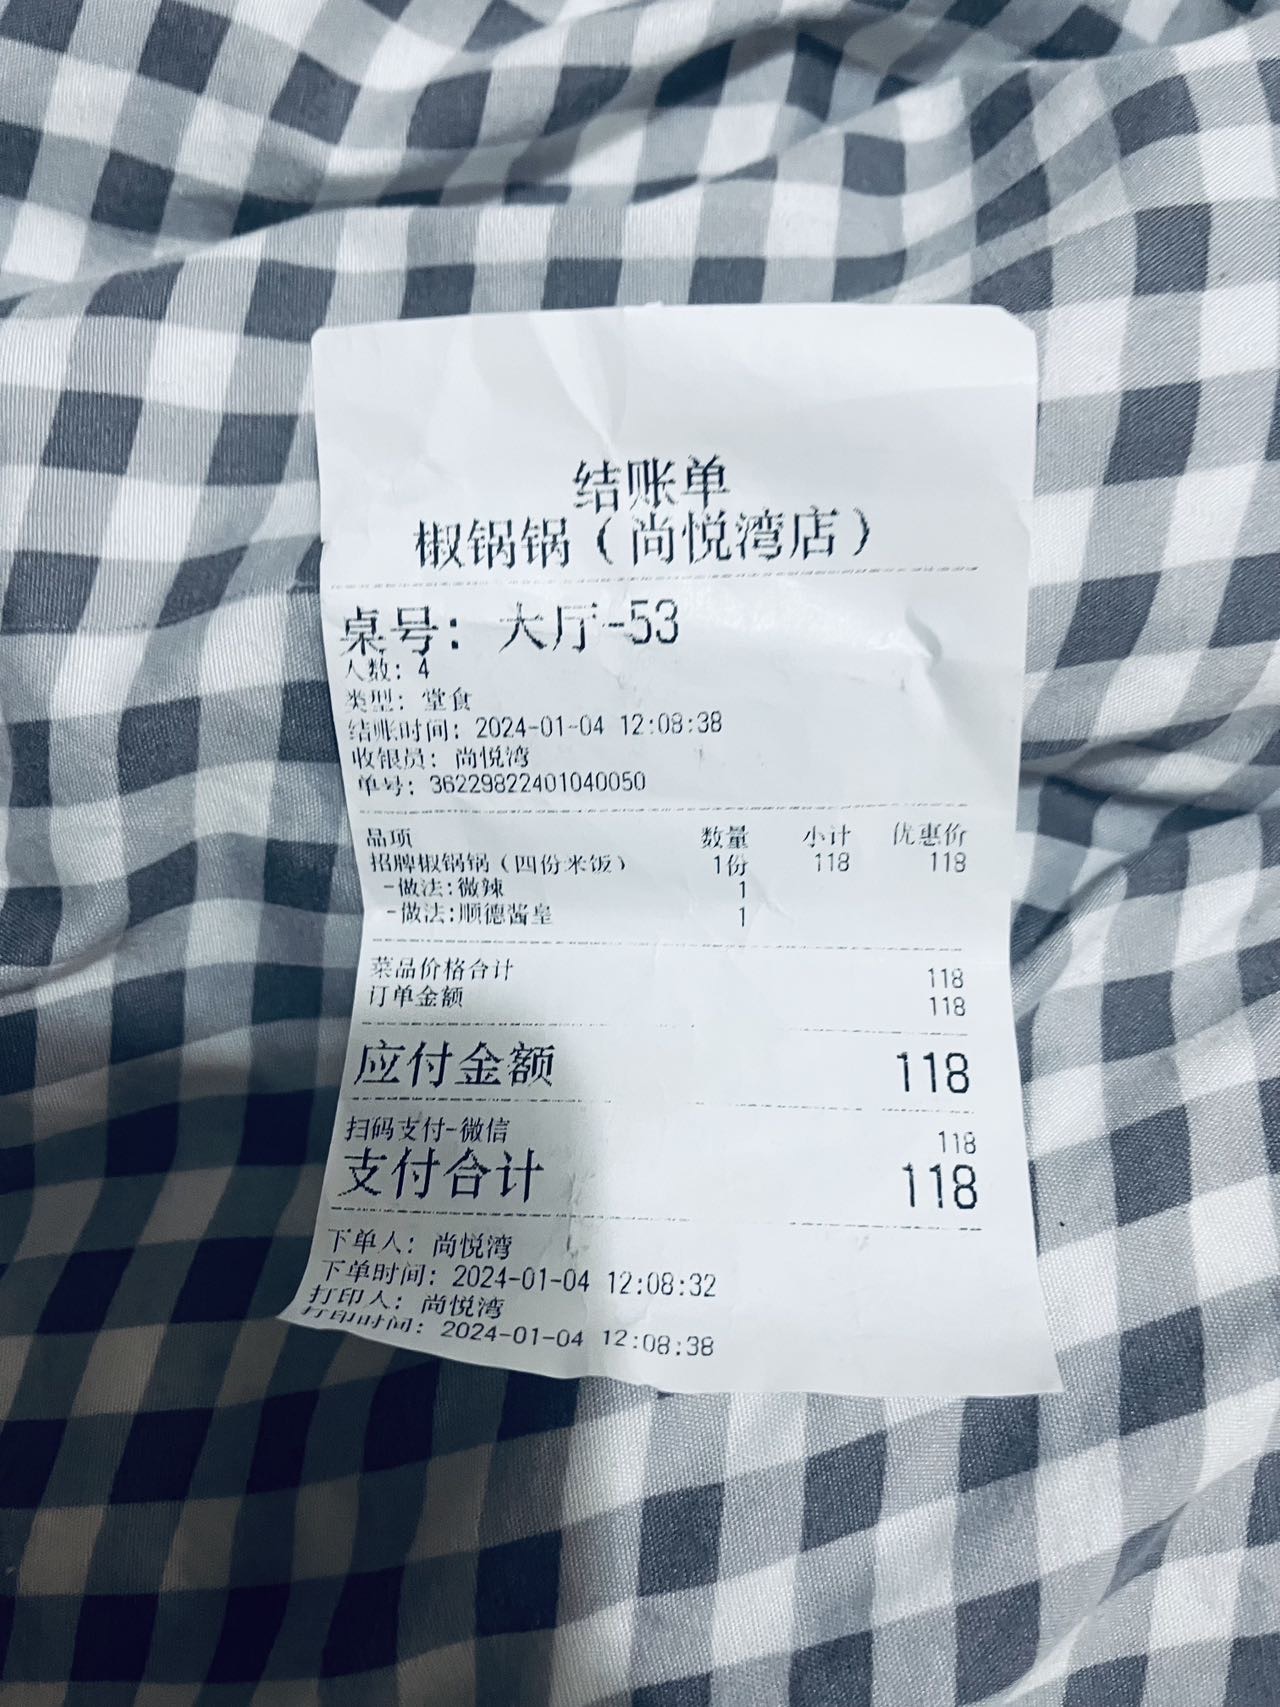 结账单
椒锅锅（尚悦湾店）
桌号： 大厅-53
人数: 4
类型: 堂食
结账时间: 2024-01-04 12:08:38
收银员: 尚悦湾
单号: 36229822401040050
品项 数量 小计 优惠价
招牌椒锅锅（四份米饭） 1份 118 118
-做法:微辣 1
-做法:顺德酱皇 1
菜品价格合计 118
订单金额 118
应付金额 118
扫码支付-微信 118
支付合计 118
下单人: 尚悦湾
下单时间: 2024-01-04 12:08:32
打印人: 尚悦湾
打印时间: 2024-01-04 12:08:38